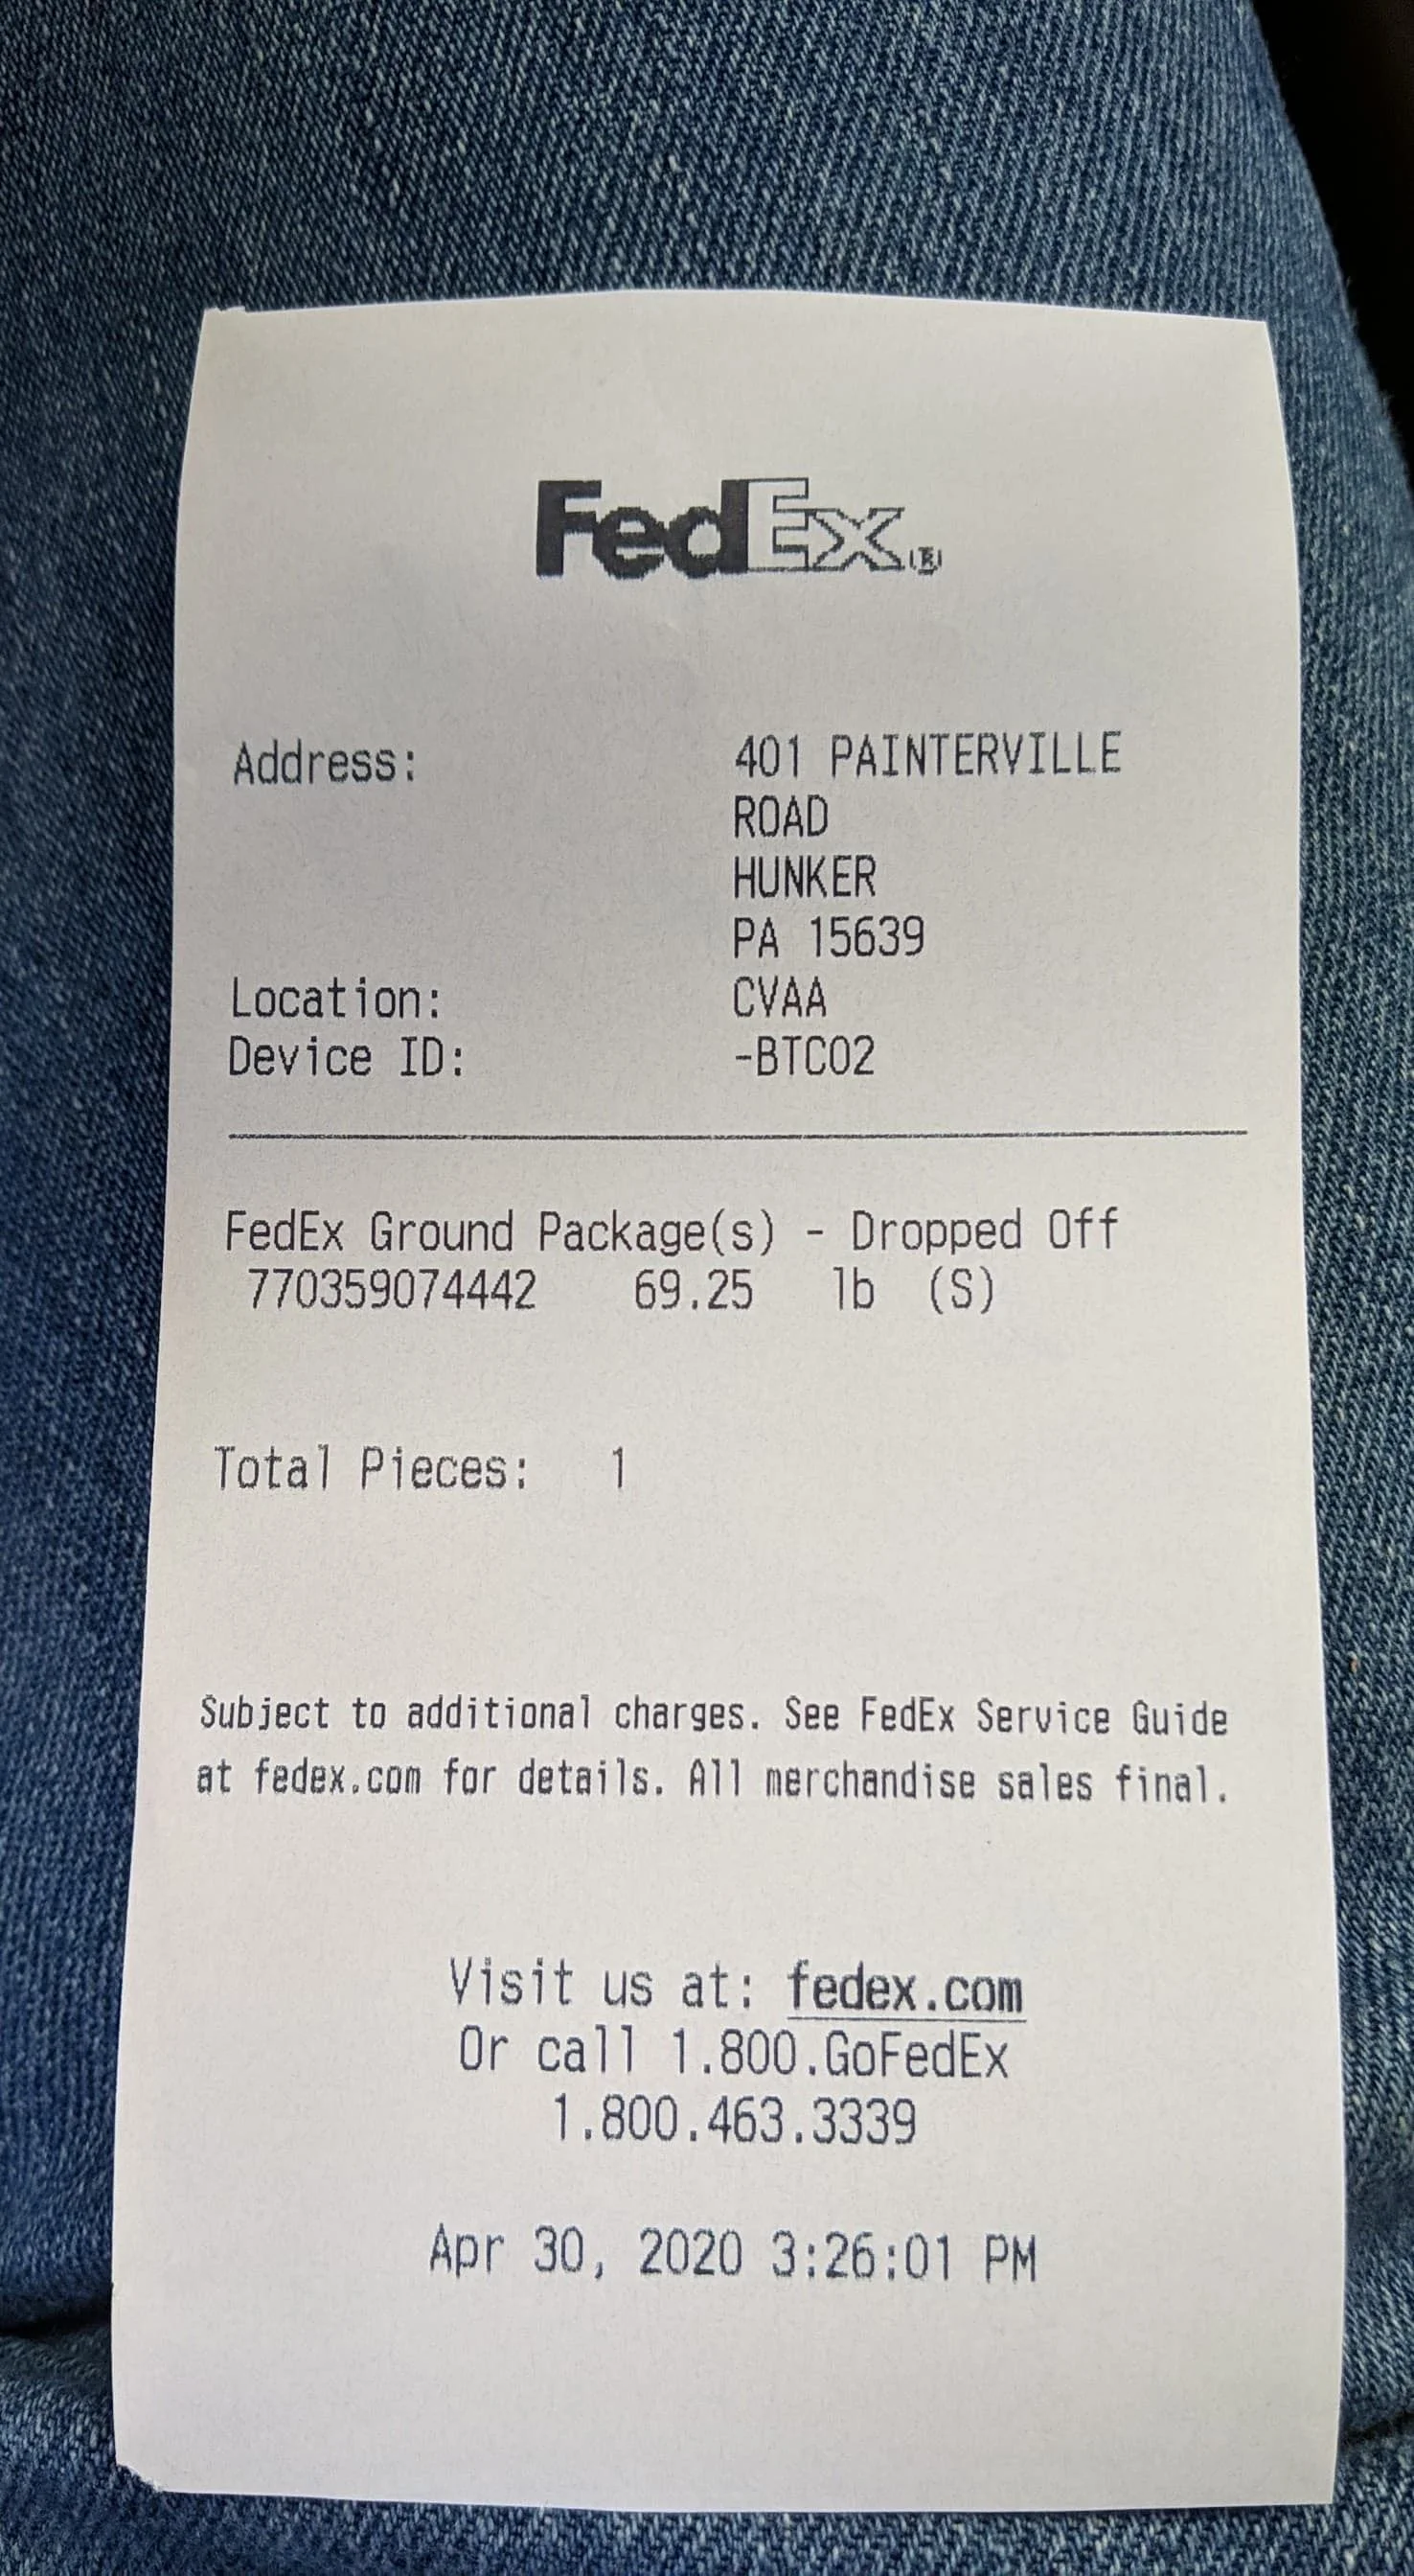 FedEx®
Address: 401 PAINTERVILLE
ROAD
HUNKER
PA 15639
Location: CVAA
Device ID: -BTC02
FedEx Ground Package(s) - Dropped Off
770359074442 69.25 lb (S)
Total Pieces: 1
Subject to additional charges. See FedEx Service Guide
at fedex.com for details. All merchandise sales final.
Visit us at: fedex.com
Or call 1.800.GoFedEx
1.800.463.3339
Apr 30, 2020 3:26:01 PM